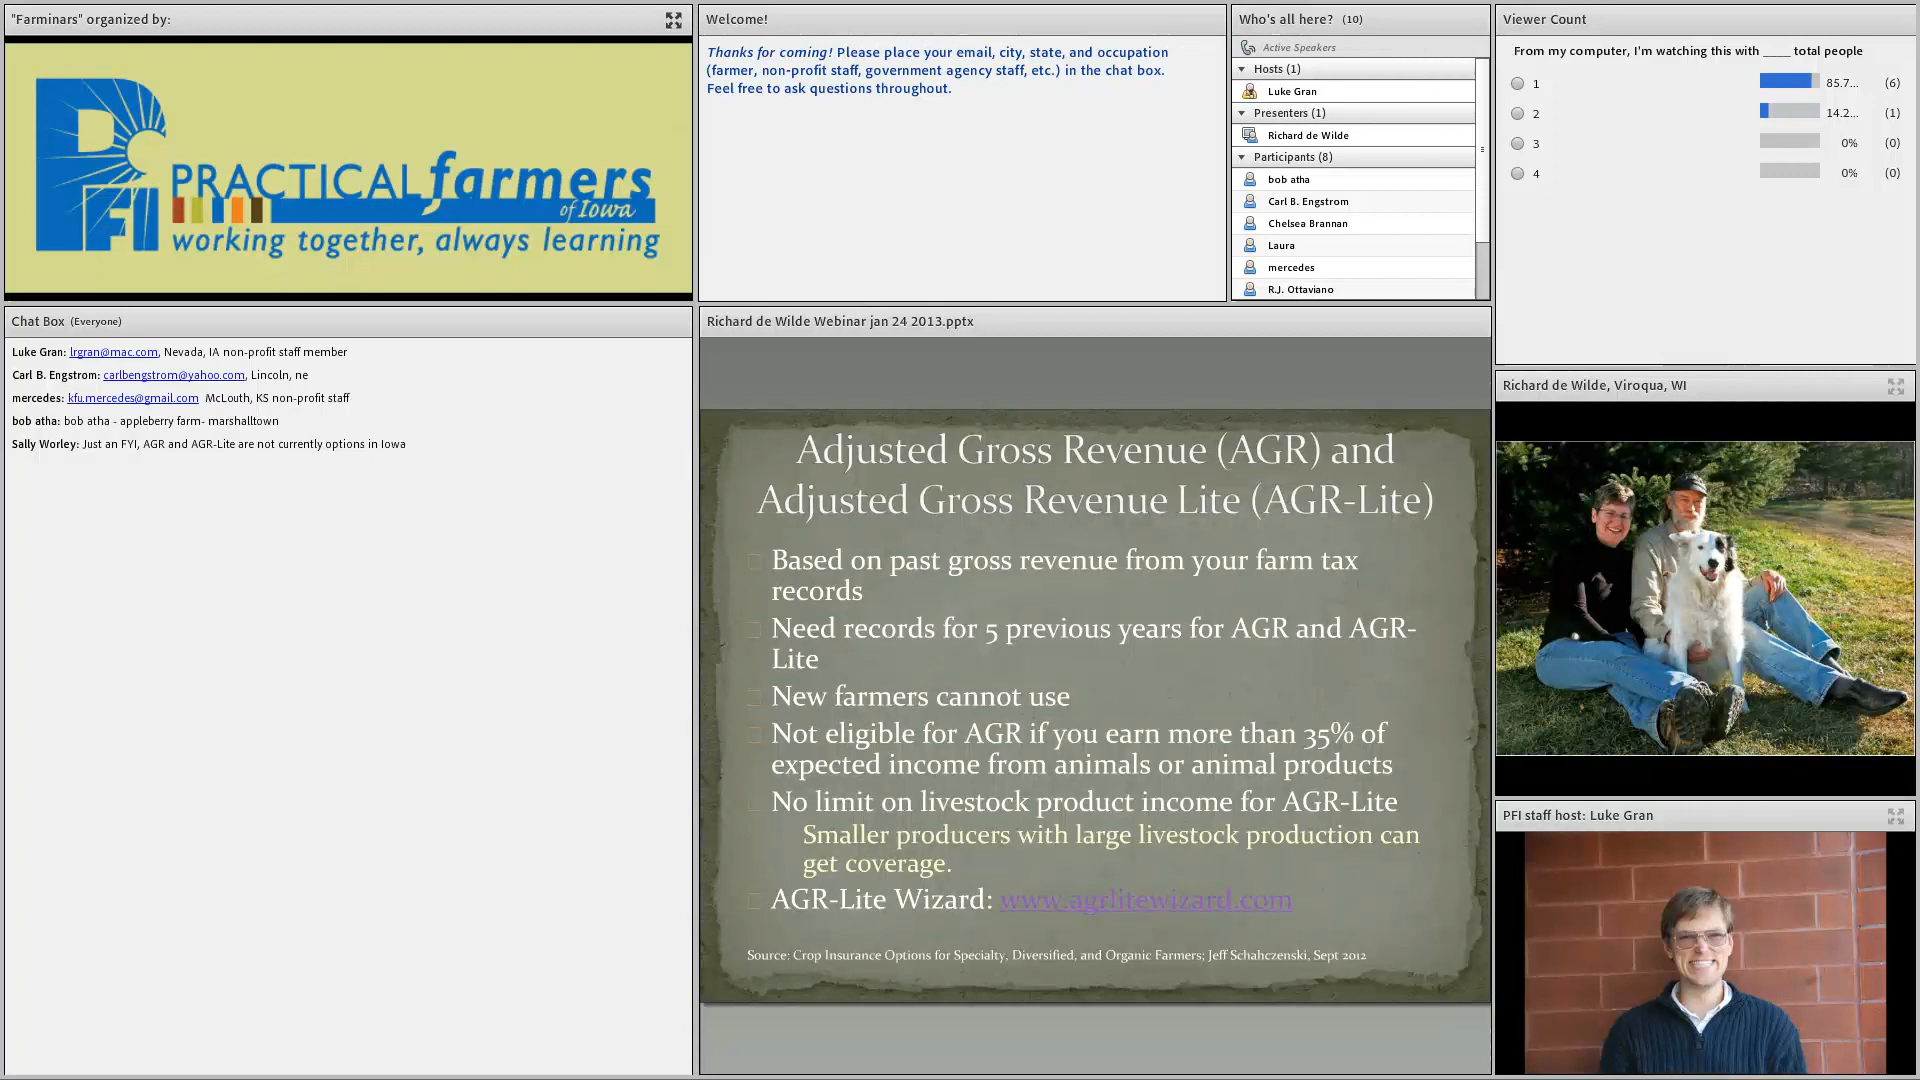 "Farminars" organized by:
PRACTICAL farmers
of Iowa
working together, always learning
PFI
Welcome!
Thanks for coming! Please place your email, city, state, and occupation
(farmer, non-profit staff, government agency staff, etc.) in the chat box.
Feel free to ask questions throughout.
Who's all here? (10)
Active Speakers
Hosts (1)
Luke Gran
Presenters (1)
Richard de Wilde
Participants (8)
bob atha
Carl B. Engstrom
Chelsea Brannan
Laura
mercedes
R.J. Ottaviano
Viewer Count
From my computer, I'm watching this with ____ total people
1 85.7... (6)
2 14.2... (1)
3 0% (0)
4 0% (0)
Chat Box (Everyone)
Luke Gran: lrgran@mac.com, Nevada, IA non-profit staff member
Carl B. Engstrom: carlbengstrom@yahoo.com, Lincoln, ne
mercedes: kfu.mercedes@gmail.com McLouth, KS non-profit staff
bob atha: bob atha - appleberry farm- marshalltown
Sally Worley: Just an FYI, AGR and AGR-Lite are not currently options in Iowa
Richard de Wilde Webinar jan 24 2013.pptx
Adjusted Gross Revenue (AGR) and
Adjusted Gross Revenue Lite (AGR-Lite)
Based on past gross revenue from your farm tax
records
Need records for 5 previous years for AGR and AGR-
Lite
New farmers cannot use
Not eligible for AGR if you earn more than 35% of
expected income from animals or animal products
No limit on livestock product income for AGR-Lite
Smaller producers with large livestock production can
get coverage.
AGR-Lite Wizard: www.agrlitewizard.com
Source: Crop Insurance Options for Specialty, Diversified, and Organic Farmers; Jeff Schahczenski, Sept 2012
Richard de Wilde, Viroqua, WI
PFI staff host: Luke Gran